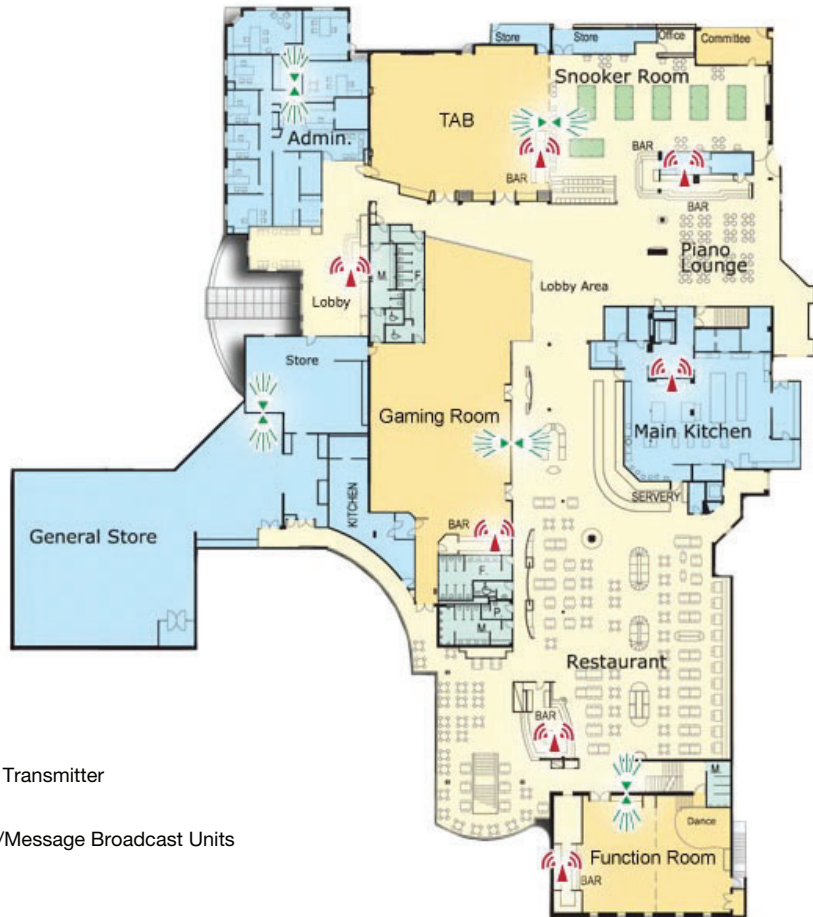 Store
Store
Office
Committee
Snooker Room
TAB
Admin.
BAR
BAR
BAR
M.
F.
Piano
Lounge
Lobby
Lobby Area
Store
Gaming Room
Main Kitchen
SERVERY
KITCHEN
General Store
BAR
F.
P.
M.
Restaurant
BAR
Transmitter
M.
Dance
/Message Broadcast Units
Function Room
BAR